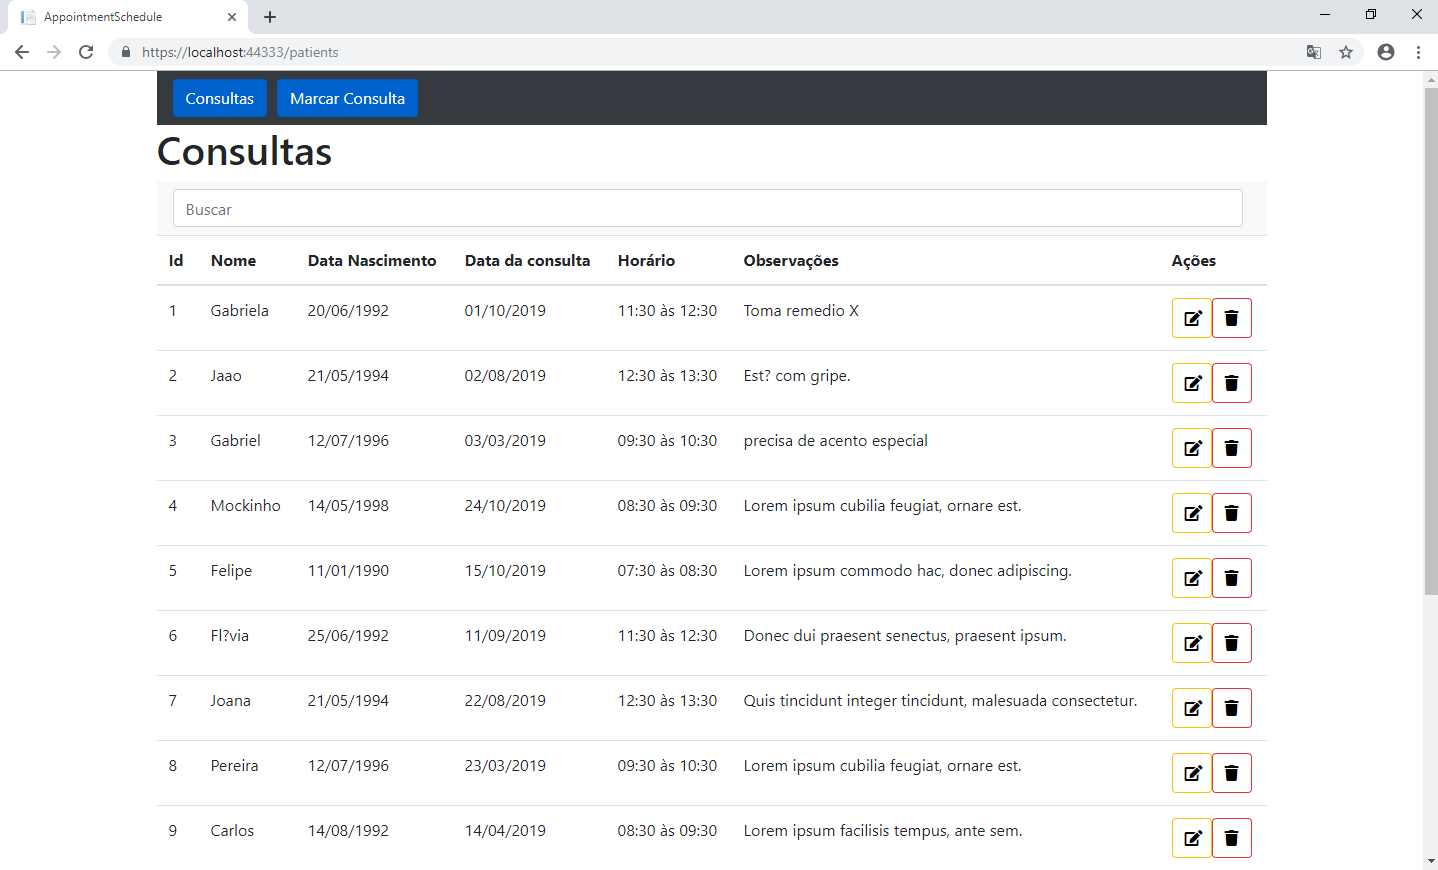 AppointmentSchedule
https://localhost:44333/patients
Consultas Marcar Consulta
Consultas
Buscar
Id Nome Data Nascimento Data da consulta Horário Observações Ações
1 Gabriela 20/06/1992 01/10/2019 11:30 às 12:30 Toma remedio X
2 Jaao 21/05/1994 02/08/2019 12:30 às 13:30 Est? com gripe.
3 Gabriel 12/07/1996 03/03/2019 09:30 às 10:30 precisa de acento especial
4 Mockinho 14/05/1998 24/10/2019 08:30 às 09:30 Lorem ipsum cubilia feugiat, ornare est.
5 Felipe 11/01/1990 15/10/2019 07:30 às 08:30 Lorem ipsum commodo hac, donec adipiscing.
6 Fl?via 25/06/1992 11/09/2019 11:30 às 12:30 Donec dui praesent senectus, praesent ipsum.
7 Joana 21/05/1994 22/08/2019 12:30 às 13:30 Quis tincidunt integer tincidunt, malesuada consectetur.
8 Pereira 12/07/1996 23/03/2019 09:30 às 10:30 Lorem ipsum cubilia feugiat, ornare est.
9 Carlos 14/08/1992 14/04/2019 08:30 às 09:30 Lorem ipsum facilisis tempus, ante sem.